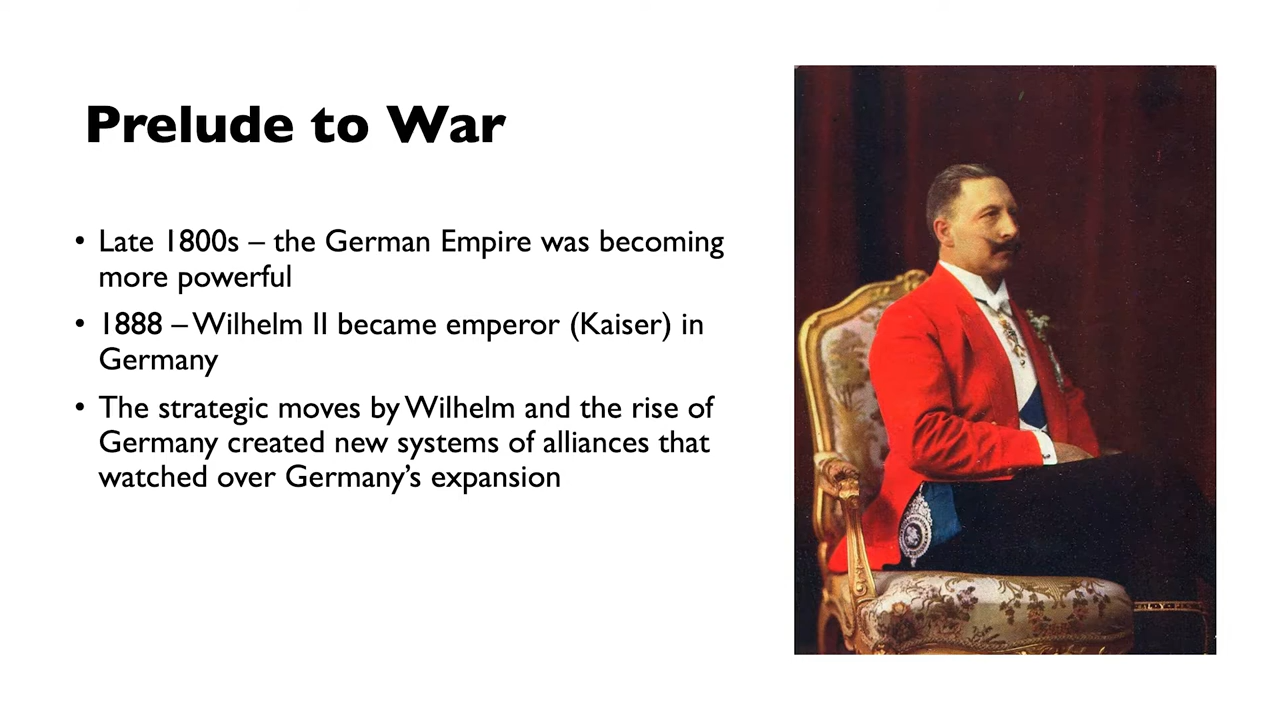 Prelude to War
• Late 1800s – the German Empire was becoming
more powerful
• 1888 – Wilhelm II became emperor (Kaiser) in
Germany
• The strategic moves by Wilhelm and the rise of
Germany created new systems of alliances that
watched over Germany's expansion